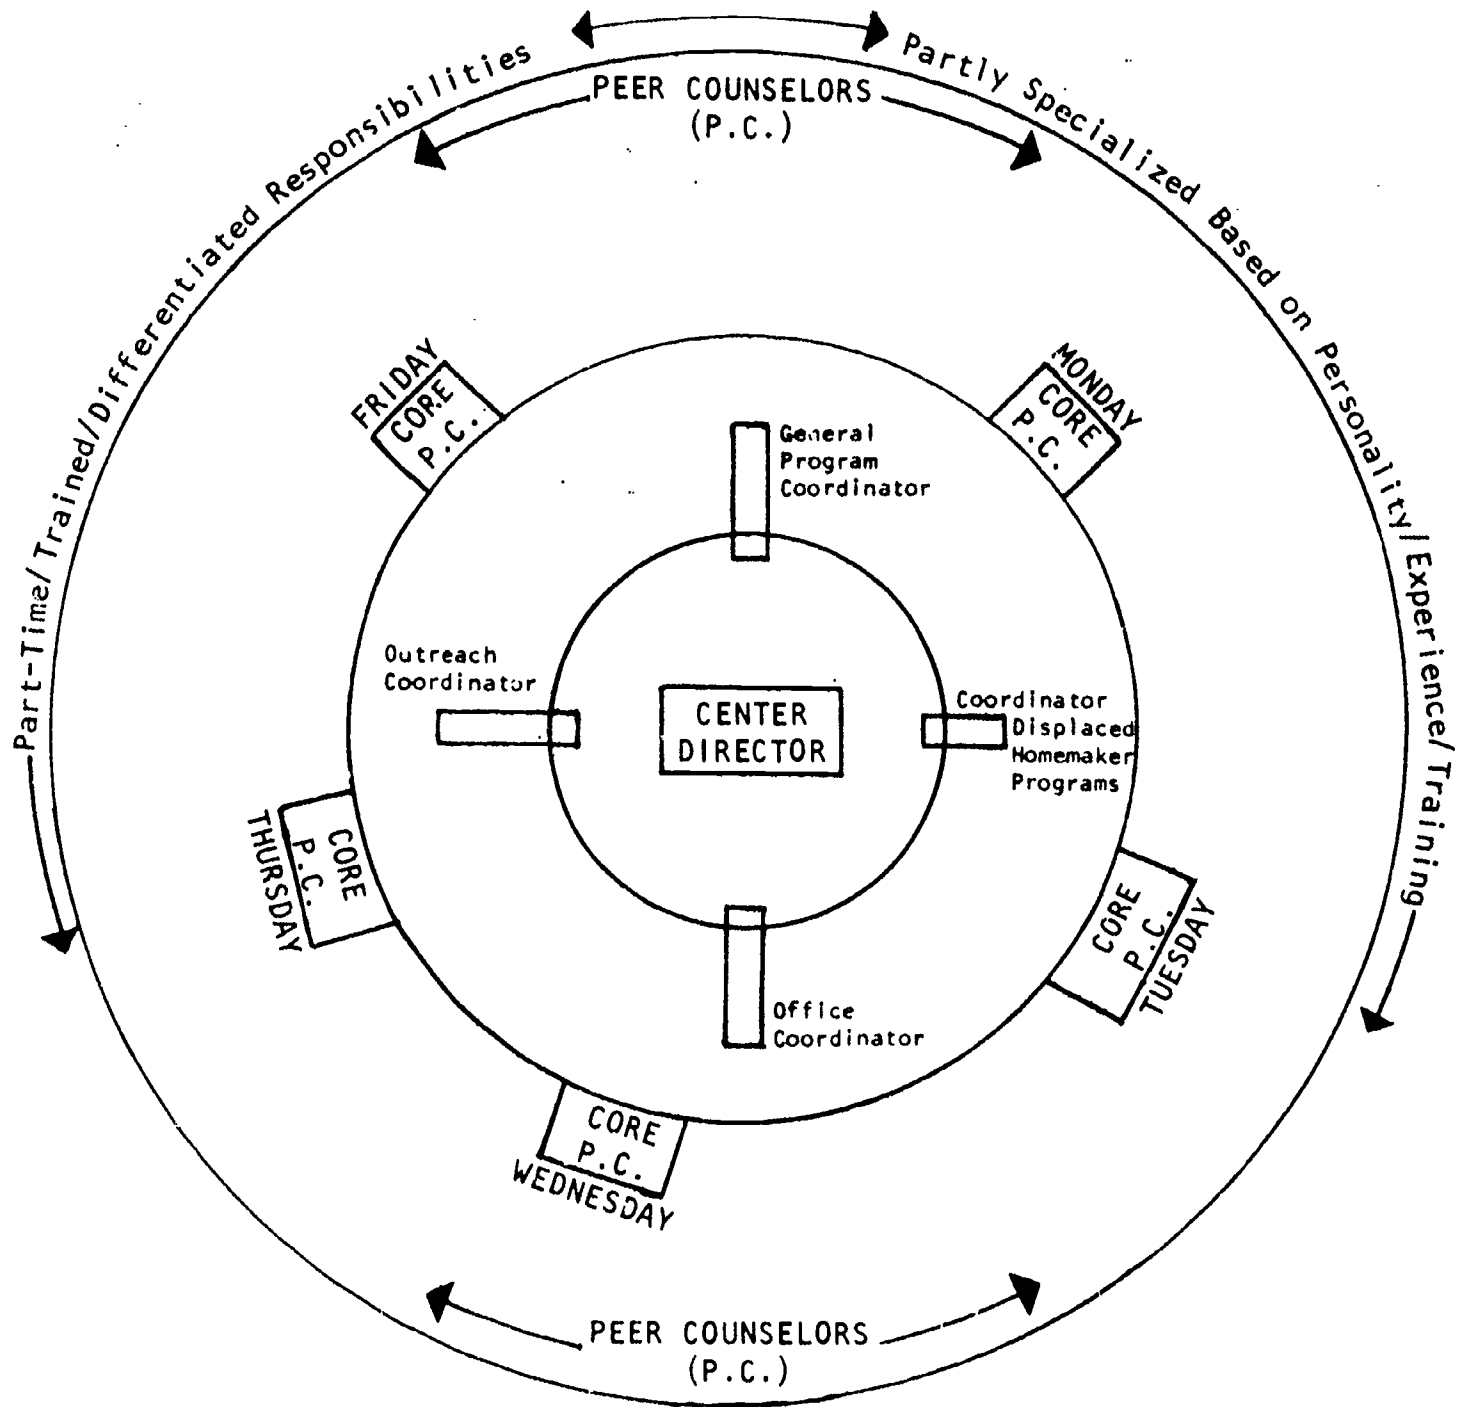 Part-Time/Trained/Differentiated Responsibilities
Partly Specialized Based on Personality/Experience/Training
PEER COUNSELORS
(P.C.)
FRIDAY
CORE
P.C.
MONDAY
CORE
P.C.
General
Program
Coordinator
Outreach
Coordinator
CENTER
DIRECTOR
Coordinator
Displaced
Homemaker
Programs
THURSDAY
CORE
P.C.
CORE
P.C.
TUESDAY
Office
Coordinator
CORE
P.C.
WEDNESDAY
PEER COUNSELORS
(P.C.)